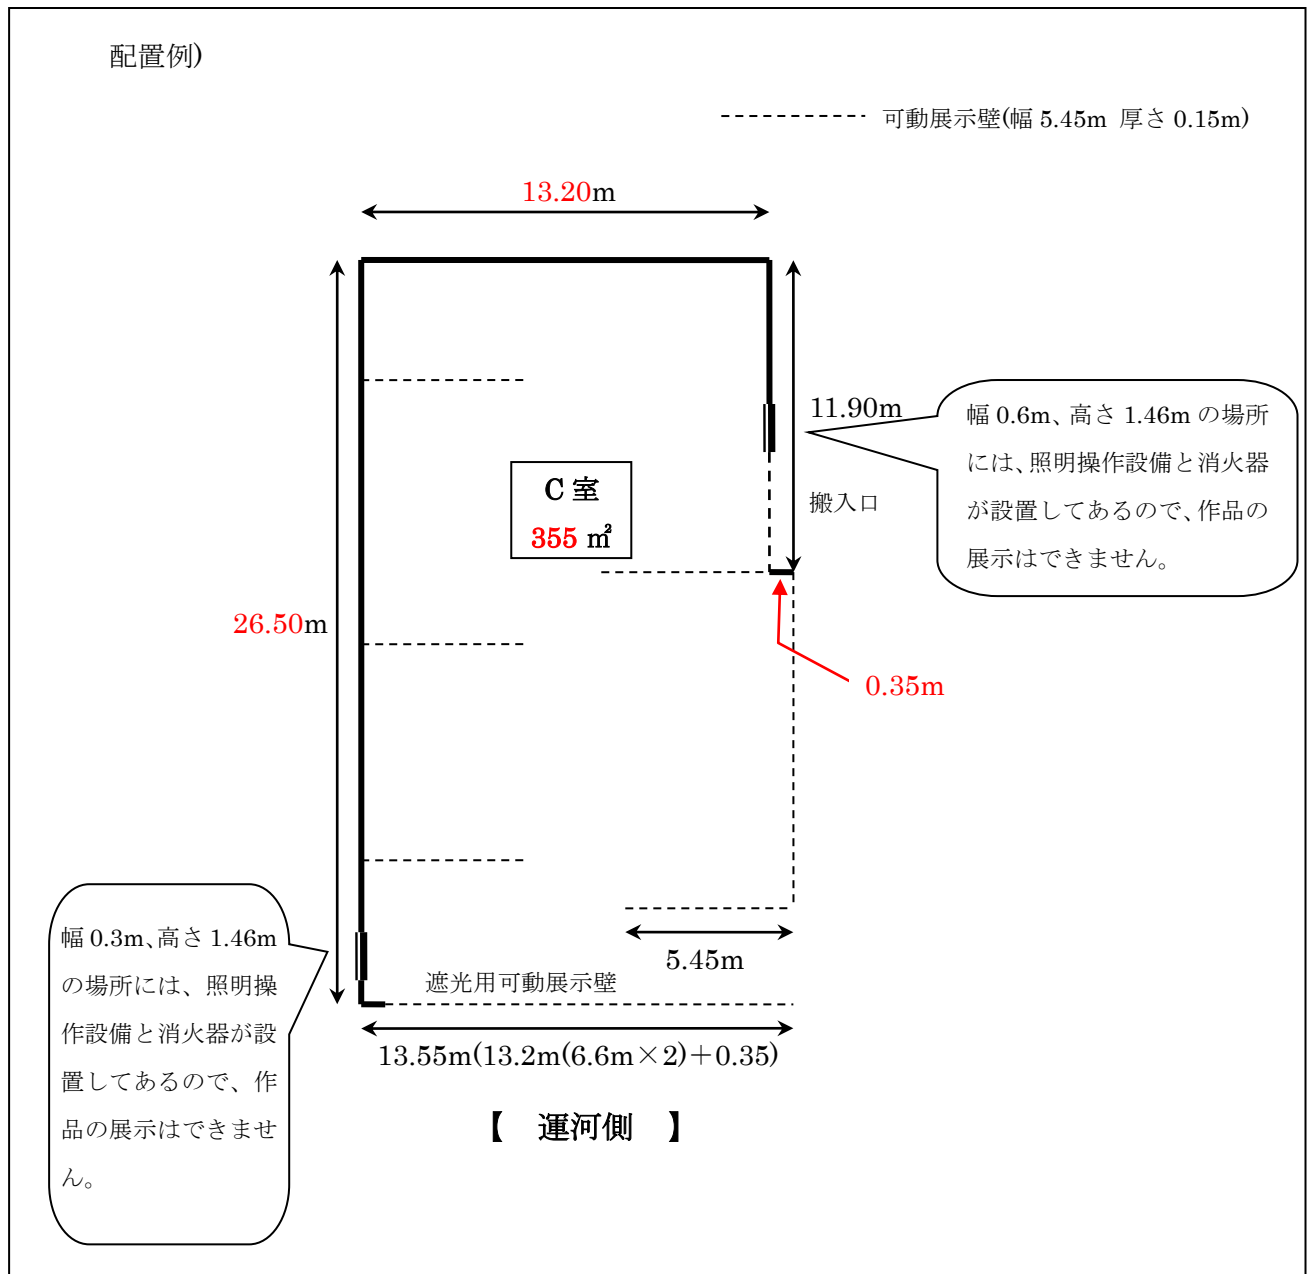 配置例)
可動展示壁(幅 5.45m 厚さ 0.15m)
13.20m
11.90m
幅 0.6m、高さ 1.46m の場所
には、照明操作設備と消火器
が設置してあるので、作品の
展示はできません。
C 室
355 ㎡
搬入口
26.50m
0.35m
幅 0.3m、高さ 1.46m
の場所には、照明操
作設備と消火器が設
置してあるので、作
品の展示はできませ
ん。
5.45m
遮光用可動展示壁
13.55m(13.2m(6.6m×2)+0.35)
【 運河側 】